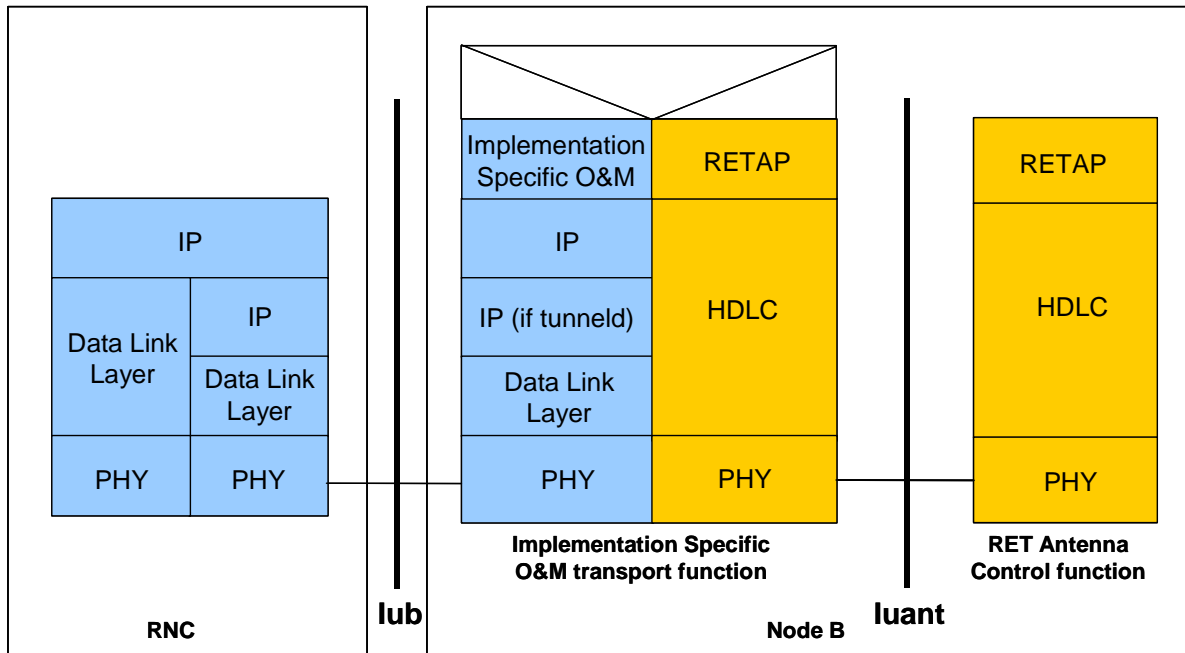 IP
Data Link
Layer
IP
Data Link
Layer
PHY
PHY
RNC
Iub
Implementation
Specific O&M
IP
IP (if tunneld)
Data Link
Layer
PHY
RETAP
HDLC
PHY
Implementation Specific
O&M transport function
Node B
Iuant
RETAP
HDLC
PHY
RET Antenna
Control function